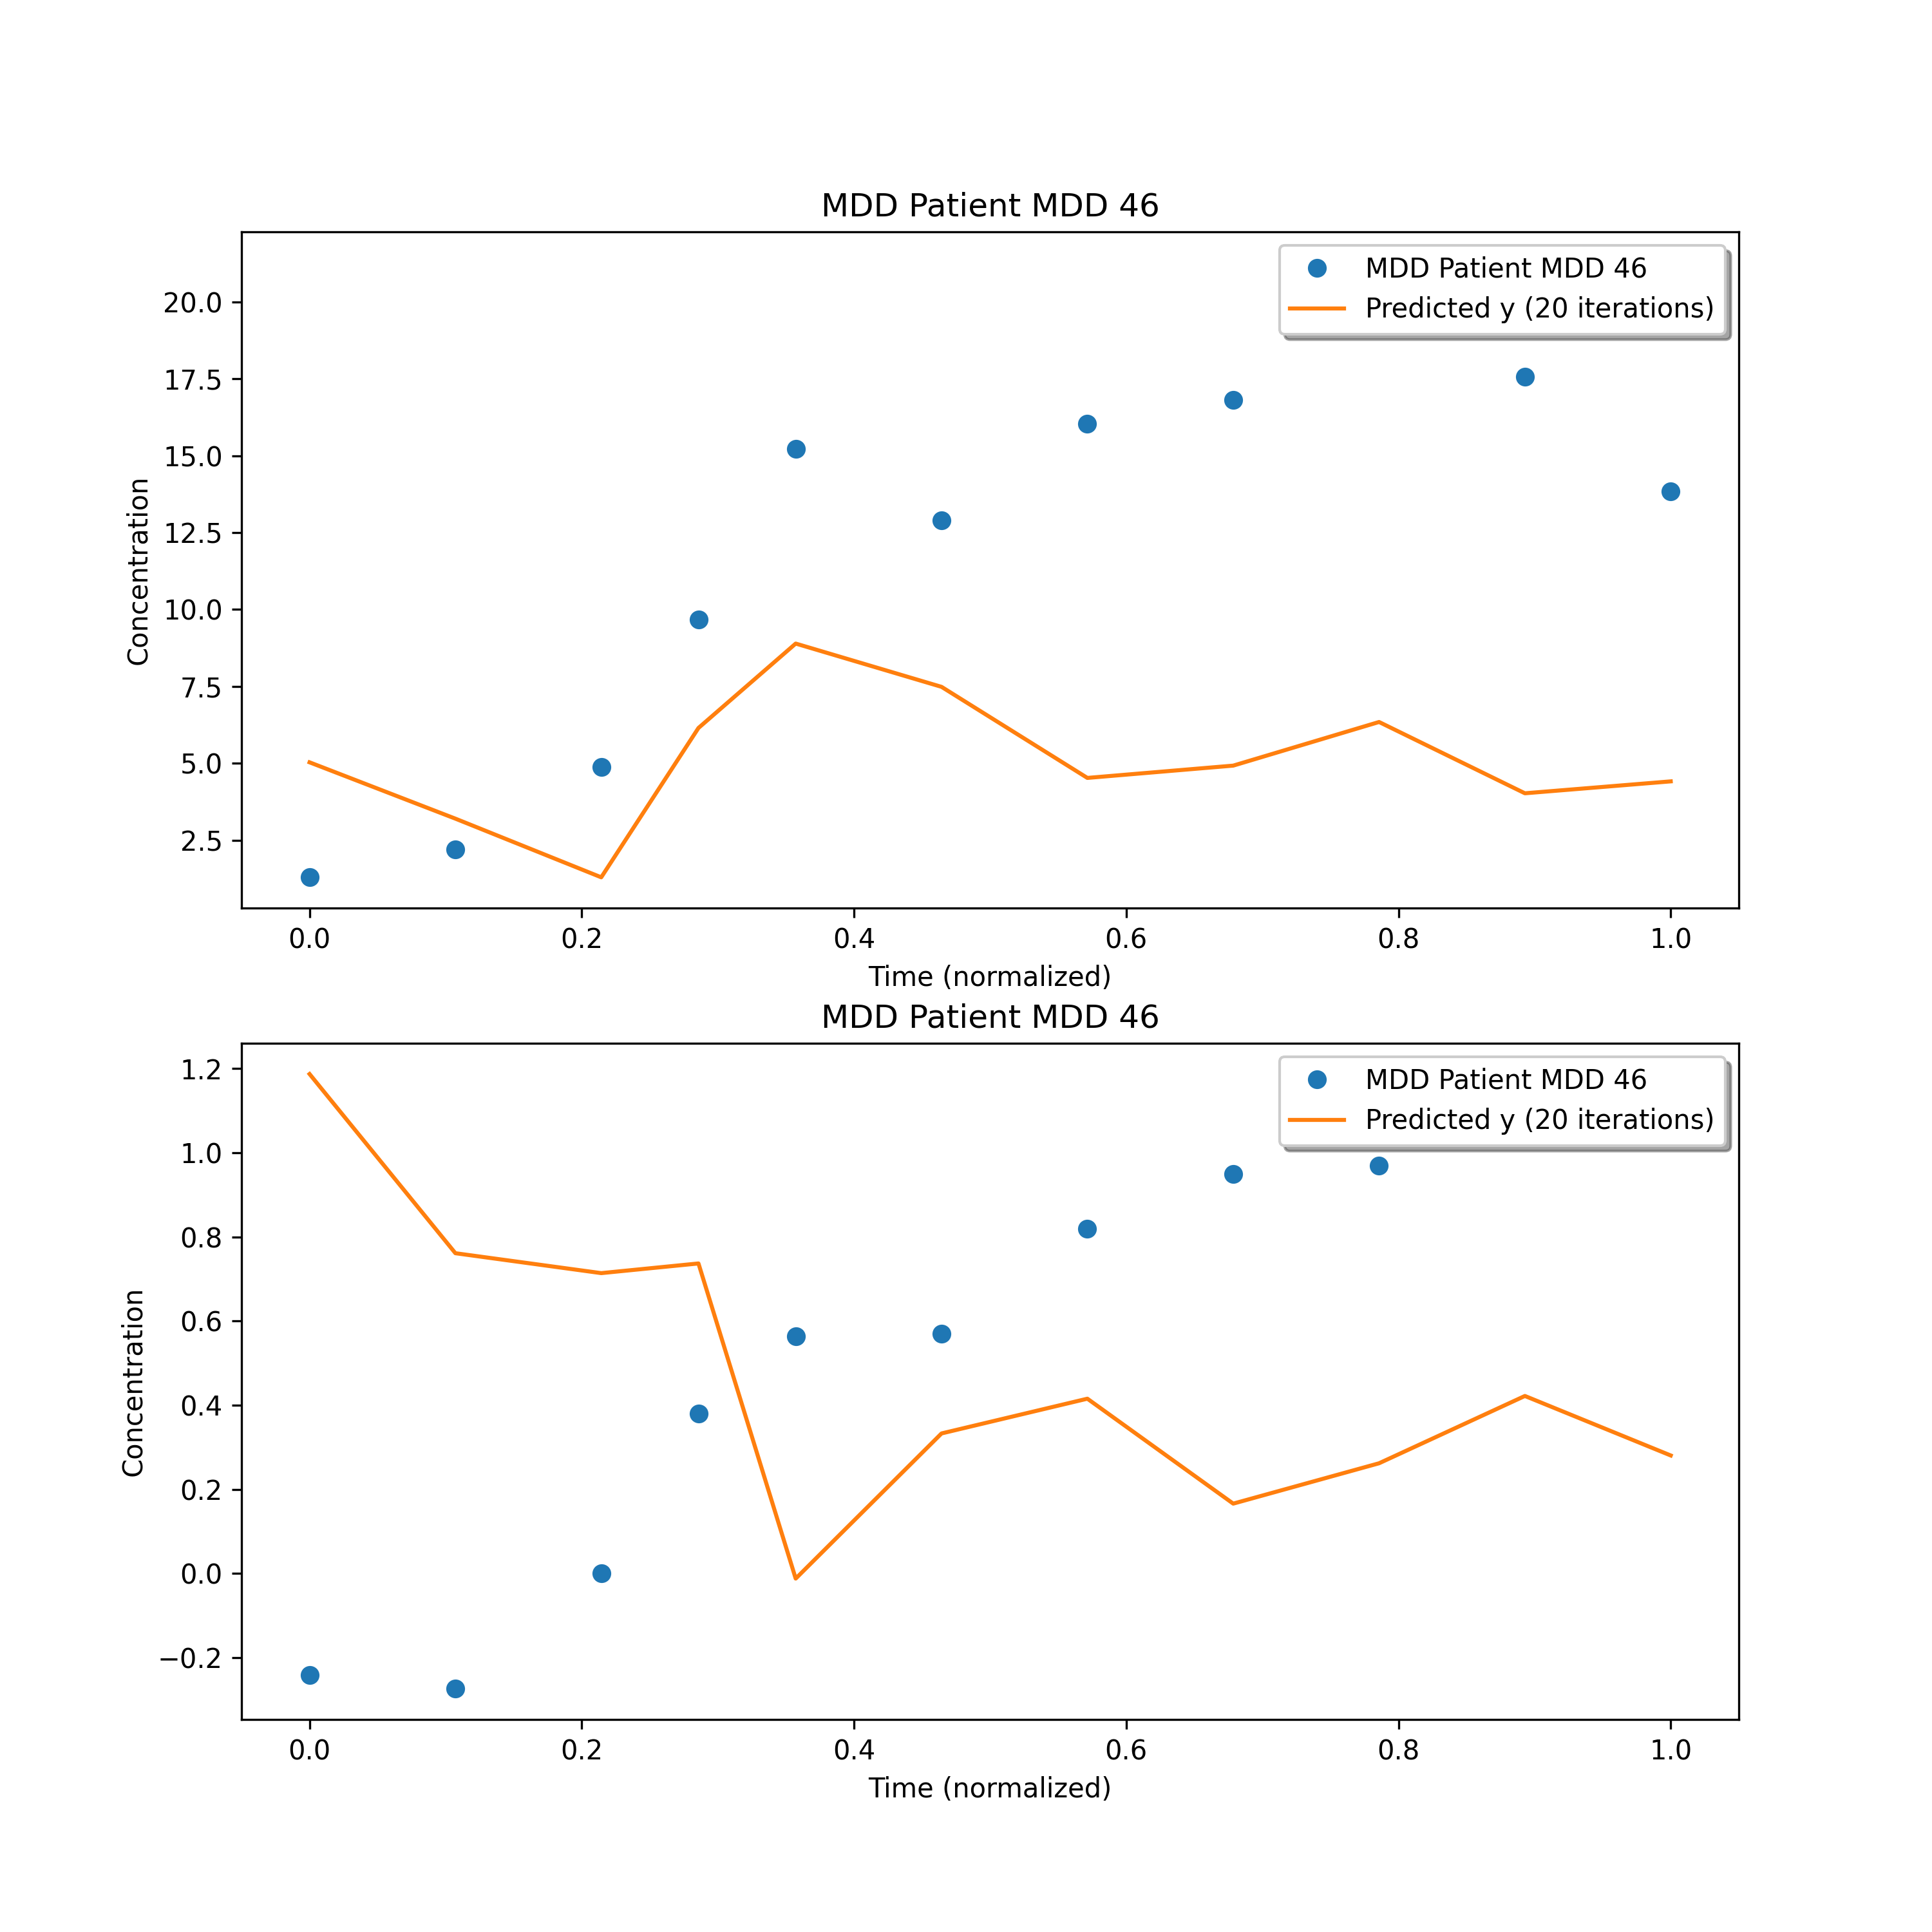 MDD Patient MDD 46
MDD Patient MDD 46
Predicted y (20 iterations)
20.0
17.5
15.0
12.5
10.0
7.5
5.0
2.5
Concentration
0.0 0.2 0.4 0.6 0.8 1.0
Time (normalized)
MDD Patient MDD 46
MDD Patient MDD 46
Predicted y (20 iterations)
1.2
1.0
0.8
0.6
0.4
0.2
0.0
−0.2
Concentration
0.0 0.2 0.4 0.6 0.8 1.0
Time (normalized)